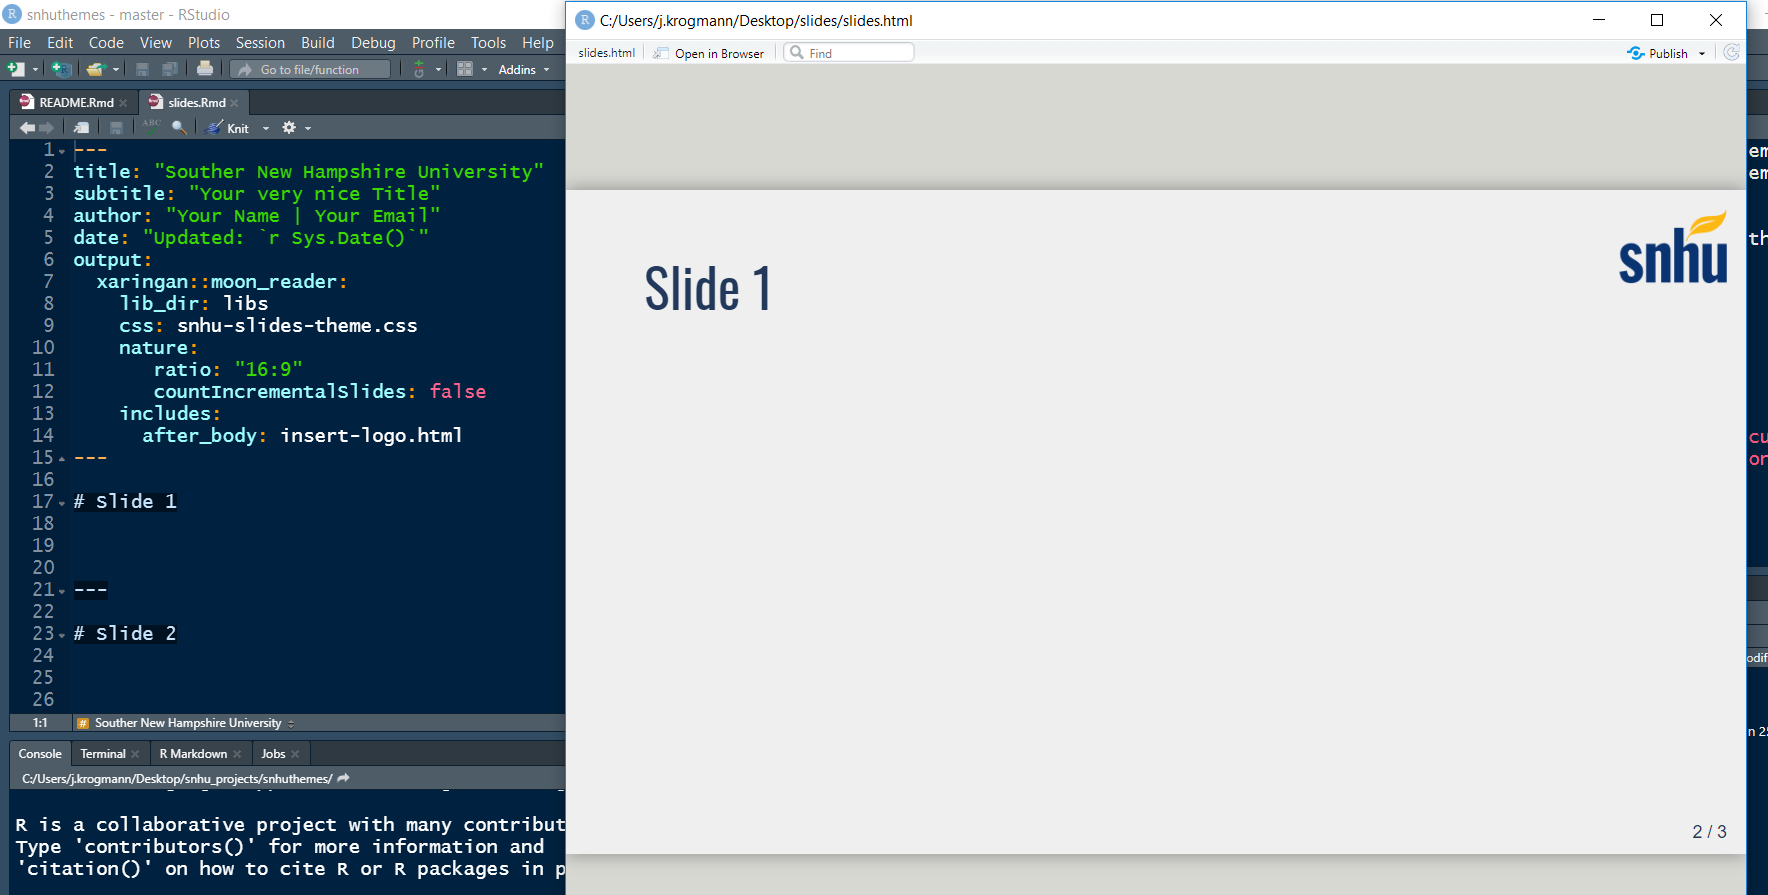 snhuthemes - master - RStudio
File Edit Code View Plots Session Build Debug Profile Tools Help
Go to file/function
Addins
README.Rmd
slides.Rmd
ABC
Knit
1 ---
2 title: "Souther New Hampshire University"
3 subtitle: "Your very nice Title"
4 author: "Your Name | Your Email"
5 date: "Updated: `r Sys.Date()`"
6 output:
7 xaringan::moon_reader:
8 lib_dir: libs
9 css: snhu-slides-theme.css
10 nature:
11 ratio: "16:9"
12 countIncrementalSlides: false
13 includes:
14 after_body: insert-logo.html
15 ---
16
17 # Slide 1
18
19
20
21 ---
22
23 # Slide 2
24
25
26
1:1 # Souther New Hampshire University
Console Terminal R Markdown Jobs
C:/Users/j.krogmann/Desktop/snhu_projects/snhuthemes/
R is a collaborative project with many contribut
Type 'contributors()' for more information and
'citation()' on how to cite R or R packages in p
C:/Users/j.krogmann/Desktop/slides/slides.html
slides.html Open in Browser Find Publish
snhu
Slide 1
2 / 3
em
em
th
cu
or
odif
n 25